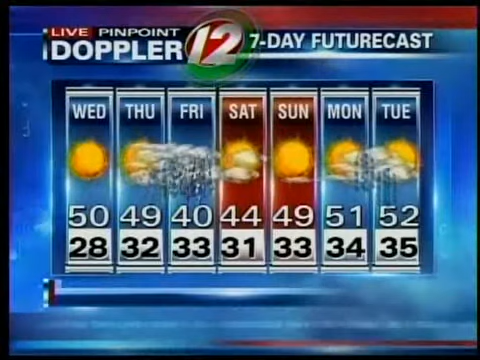 LIVE PINPOINT
DOPPLER 12 7-DAY FUTURECAST
WED THU FRI SAT SUN MON TUE
50 49 40 44 49 51 52
28 32 33 31 33 34 35